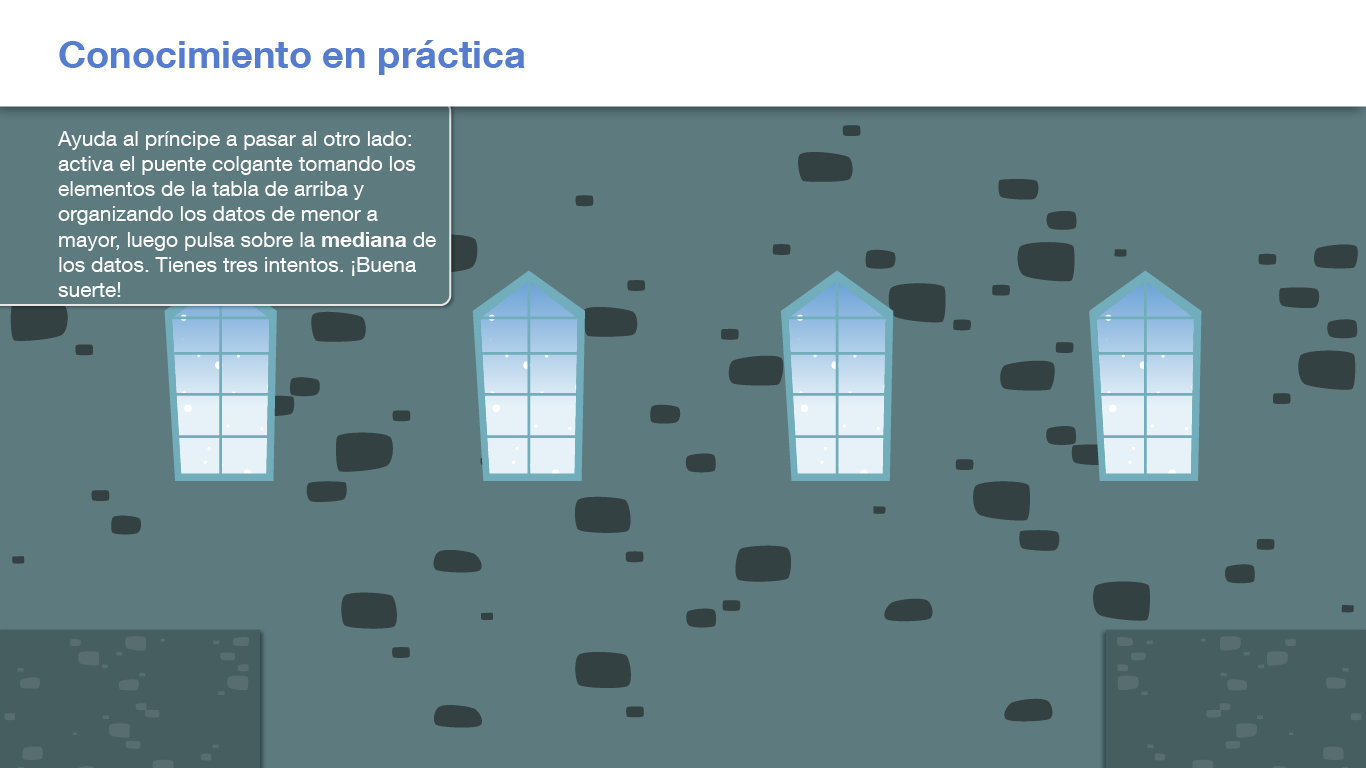 Conocimiento en práctica
Ayuda al príncipe a pasar al otro lado:
activa el puente colgante tomando los
elementos de la tabla de arriba y
organizando los datos de menor a
mayor, luego pulsa sobre la mediana de
los datos. Tienes tres intentos. ¡Buena
suerte!